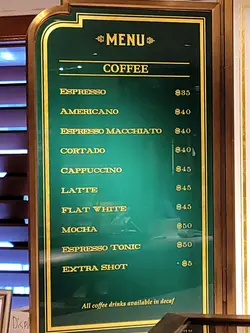 MENU
COFFEE
ESPRESSO ฿35
AMERICANO ฿40
ESPRESSO MACCHIATO ฿40
CORTADO ฿40
CAPPUCCINO ฿45
LATTE ฿45
FLAT WHITE ฿45
MOCHA ฿50
ESPRESSO TONIC ฿50
EXTRA SHOT ฿5
All coffee drinks available in decaf